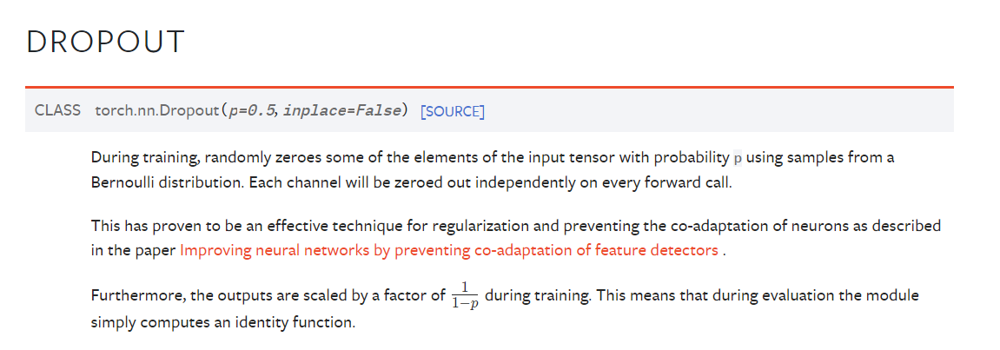 DROPOUT
CLASS torch.nn.Dropout(p=0.5, inplace=False) [SOURCE]
During training, randomly zeroes some of the elements of the input tensor with probability p using samples from a
Bernoulli distribution. Each channel will be zeroed out independently on every forward call.
This has proven to be an effective technique for regularization and preventing the co-adaptation of neurons as described
in the paper Improving neural networks by preventing co-adaptation of feature detectors .
Furthermore, the outputs are scaled by a factor of 1/(1−p) during training. This means that during evaluation the module
simply computes an identity function.